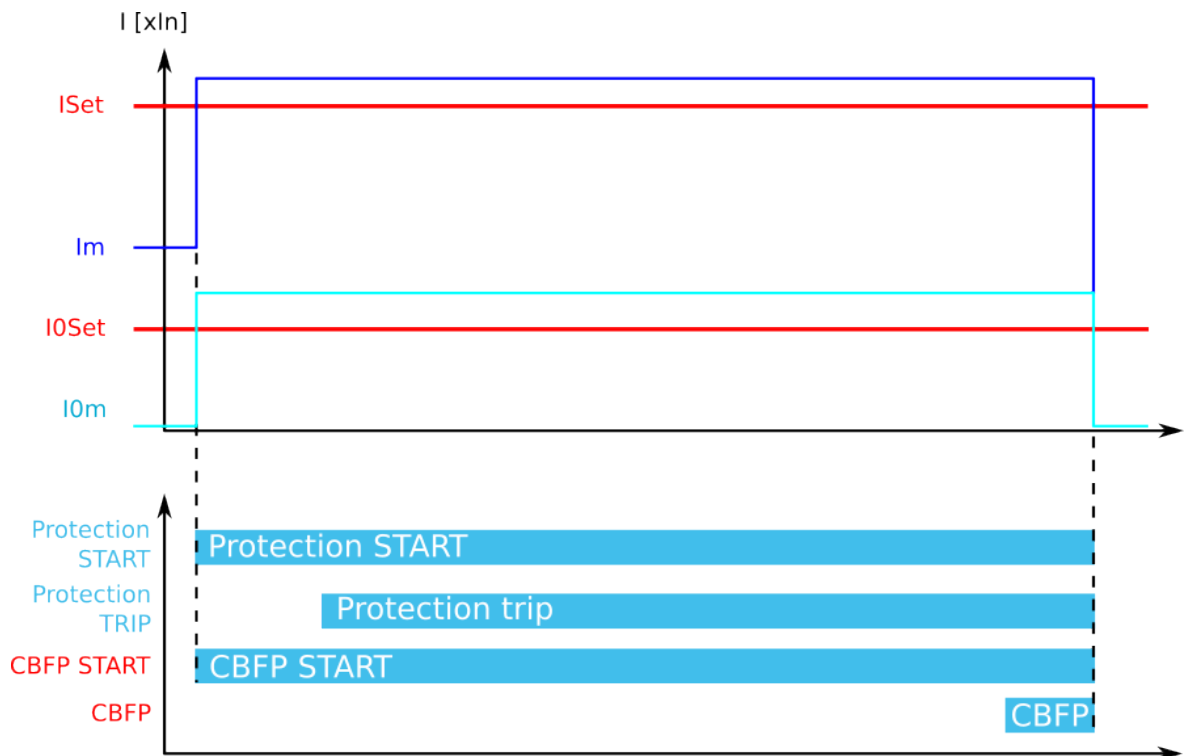 I [xIn]
ISet
Im
I0Set
I0m
Protection
START
Protection START
Protection
TRIP
Protection trip
CBFP START
CBFP START
CBFP
CBFP